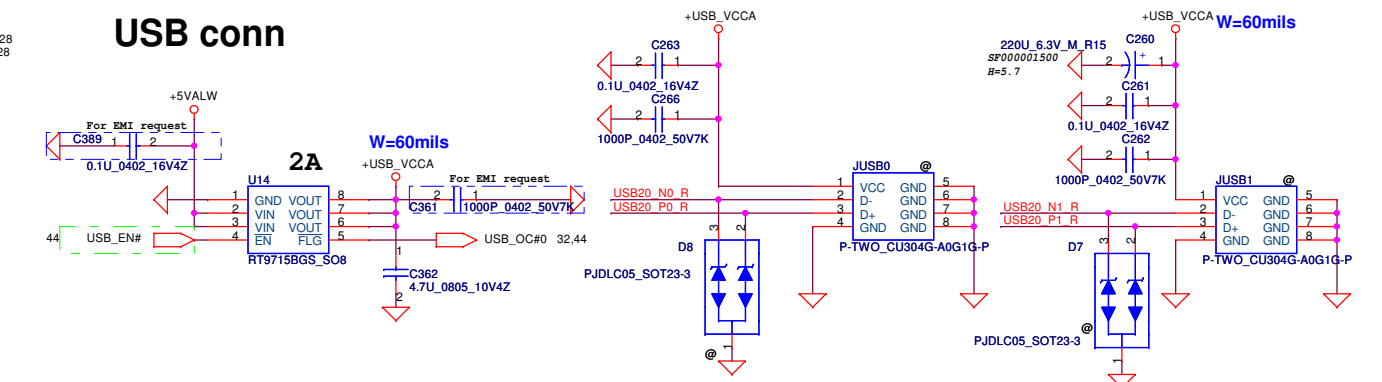 28
28
USB conn
+5VALW
For EMI request
C389
1
2
0.1U_0402_16V4Z
2A
W=60mils
+USB_VCCA
For EMI request
C361
2
1
1000P_0402_50V7K
U14
1
GND
VOUT
8
2
VIN
VOUT
7
3
VIN
VOUT
6
4
EN
FLG
5
RT9715BGS_SO8
44
USB_EN#
USB_OC#0
32,44
1
C362
4.7U_0805_10V4Z
2
+USB_VCCA
C263
2
1
0.1U_0402_16V4Z
C266
2
1
1000P_0402_50V7K
USB20_N0_R
USB20_P0_R
JUSB0
@
1
VCC
GND
5
2
D-
GND
6
3
D+
GND
7
4
GND
GND
8
P-TWO_CU304G-A0G1G-P
D8
3
2
PJDLC05_SOT23-3
@
1
+USB_VCCA
W=60mils
220U_6.3V_M_R15
C260
SF000001500
H=5.7
2
+
1
C261
2
1
0.1U_0402_16V4Z
C262
2
1
1000P_0402_50V7K
USB20_N1_R
USB20_P1_R
JUSB1
@
1
VCC
GND
5
2
D-
GND
6
3
D+
GND
7
4
GND
GND
8
P-TWO_CU304G-A0G1G-P
D7
3
2
PJDLC05_SOT23-3
@
1